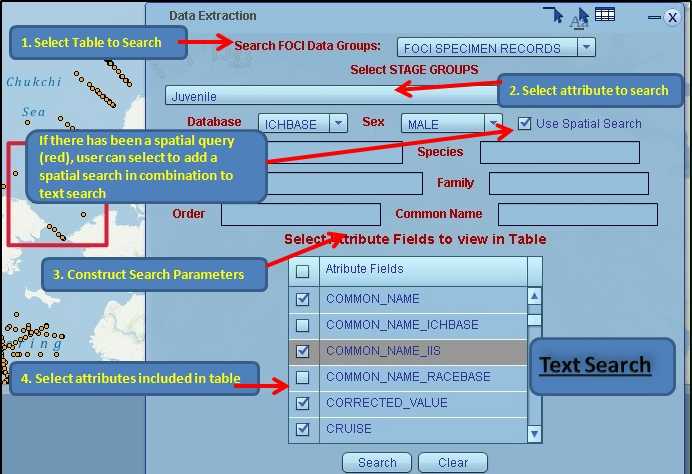 Data Extraction
1. Select Table to Search
Search FOCI Data Groups:
FOCI SPECIMEN RECORDS
Select STAGE GROUPS
Chukchi
Sea
Juvenile
2. Select attribute to search
Database
ICHBASE
Sex
MALE
Use Spatial Search
If there has been a spatial query
(red), user can select to add a
spatial search in combination to
text search
Species
Family
Order
Common Name
Select Attribute Fields to view in Table
3. Construct Search Parameters
Atribute Fields
COMMON_NAME
COMMON_NAME_ICHBASE
COMMON_NAME_IIS
COMMON_NAME_RACEBASE
CORRECTED_VALUE
CRUISE
4. Select attributes included in table
Text Search
Search
Clear